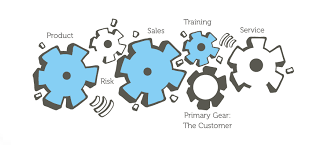 Training
Product
Sales
Service
Risk
Primary Gear:
The Customer